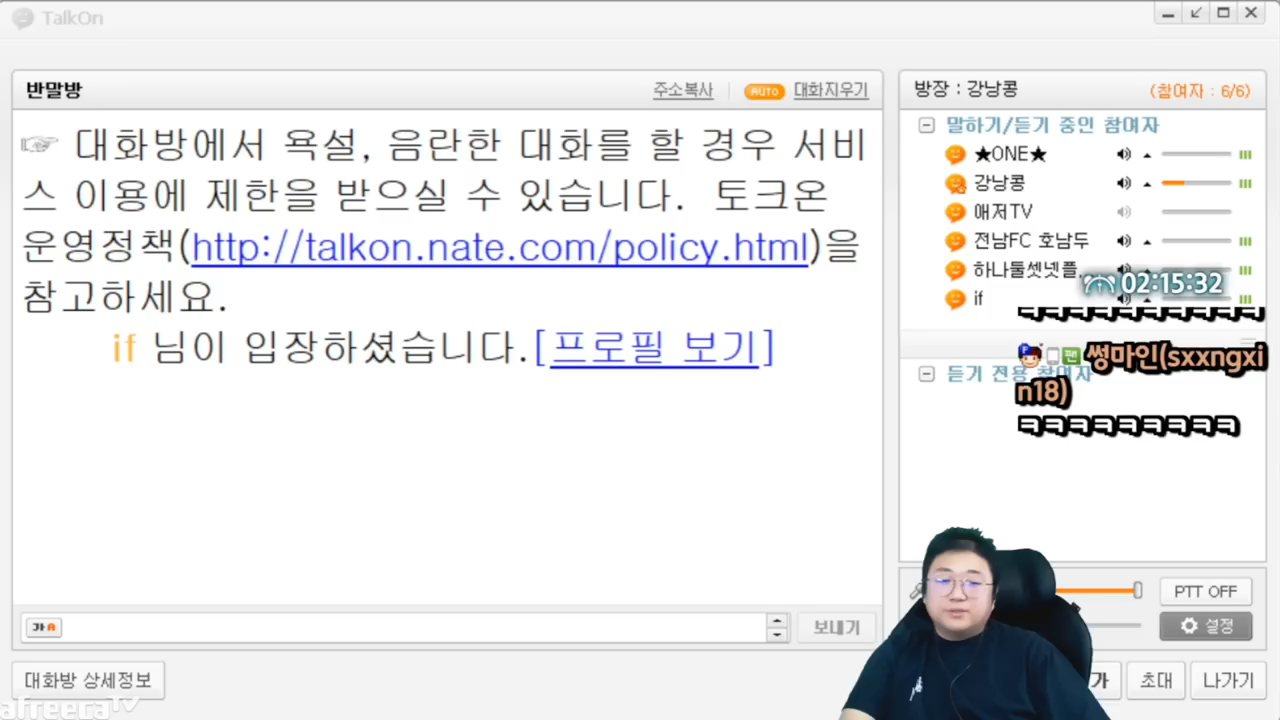 TalkOn
반말방
주소복사
AUTO
대화지우기
☞ 대화방에서 욕설, 음란한 대화를 할 경우 서비
스 이용에 제한을 받으실 수 있습니다. 토크온
운영정책(http://talkon.nate.com/policy.html)을
참고하세요.
if 님이 입장하셨습니다.[프로필 보기]
가A
보내기
대화방 상세정보
afreecaTV
방장 : 강낭콩
(참여자 : 6/6)
말하기/듣기 중인 참여자
★ONE★
강낭콩
애저TV
전남FC 호남두
하나둘셋넷플..
02:15:32
if
ㅋㅋㅋㅋㅋㅋㅋㅋㅋㅋ
팬 썽마인(sxxngxi
n18)
듣기 전용 참여자
ㅋㅋㅋㅋㅋㅋㅋㅋㅋ
PTT OFF
설정
가
초대
나가기